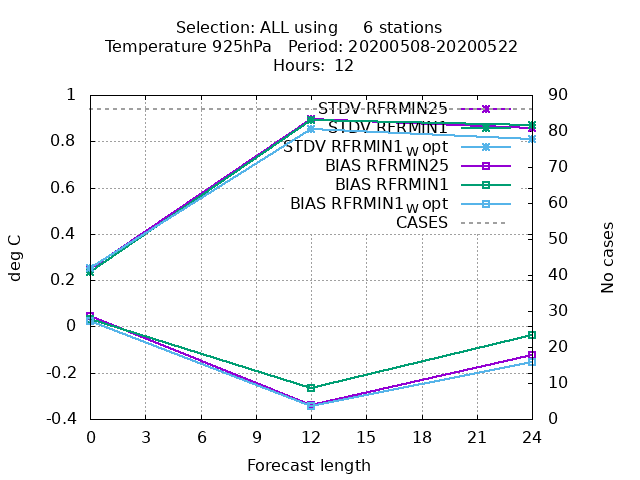 Selection: ALL using 6 stations
Temperature 925hPa Period: 20200508-20200522
Hours: 12
1
0.8
0.6
0.4
0.2
0
-0.2
-0.4
deg C
STDV RFRMIN25
STDV RFRMIN1
STDV RFRMIN1w opt
BIAS RFRMIN25
BIAS RFRMIN1
BIAS RFRMIN1w opt
CASES
90
80
70
60
50
40
30
20
10
0
No cases
0 3 6 9 12 15 18 21 24
Forecast length